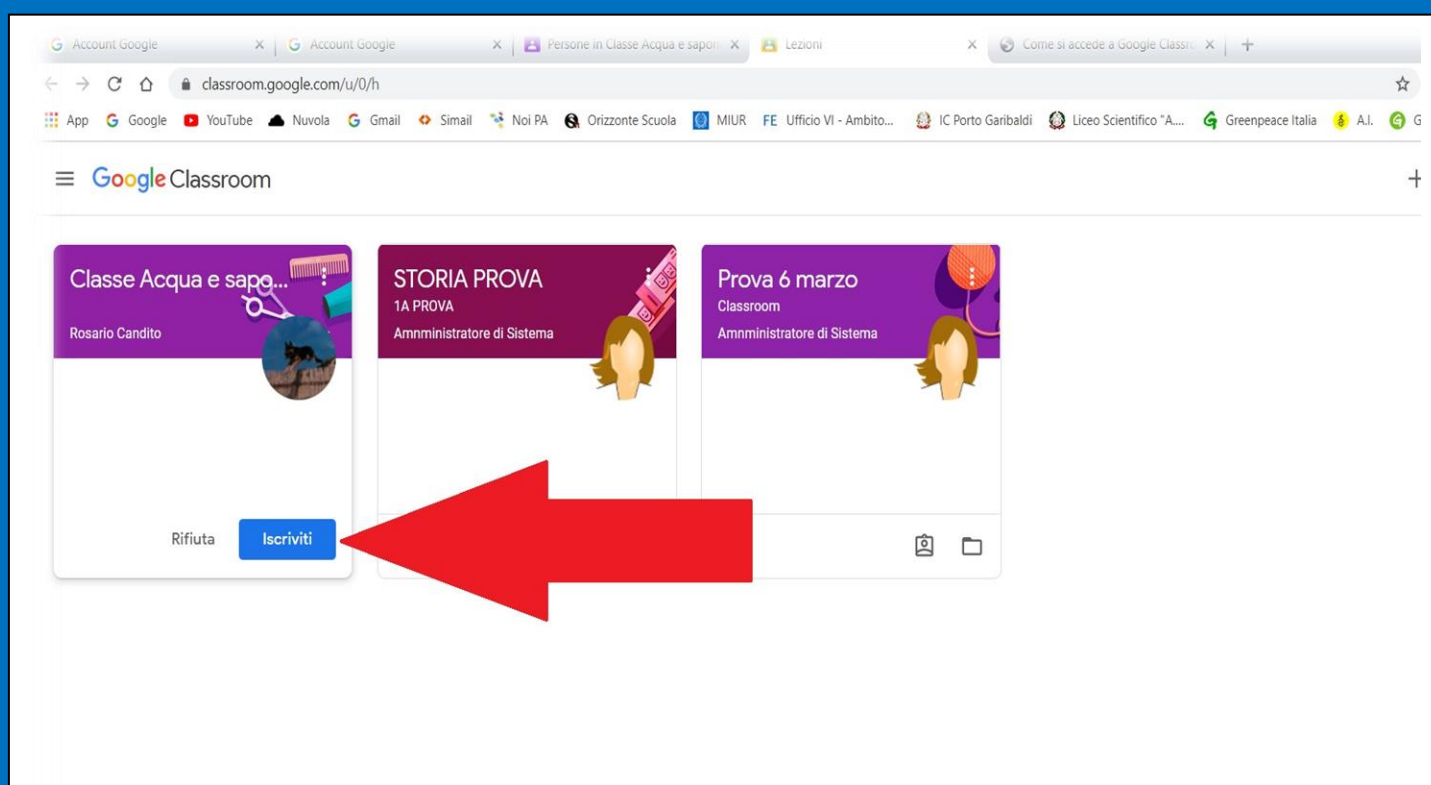 Account Google
Account Google
Persone in Classe Acqua e sapon
Lezioni
Come si accede a Google Classr
classroom.google.com/u/0/h
App Google YouTube Nuvola Gmail Simail Noi PA Orizzonte Scuola MIUR FE Ufficio VI - Ambito... IC Porto Garibaldi Liceo Scientifico "A.... Greenpeace Italia A.I. G
Google Classroom
Classe Acqua e sapo...
Rosario Candito
STORIA PROVA
1A PROVA
Amnministratore di Sistema
Prova 6 marzo
Classroom
Amnministratore di Sistema
Rifiuta Iscriviti